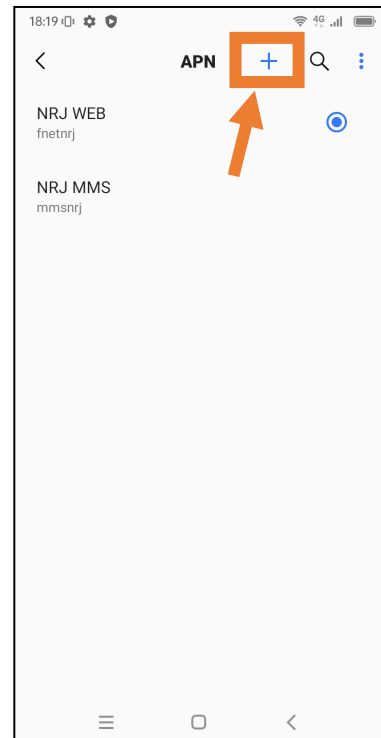 18:19
4G
APN
NRJ WEB
fnetnrj
NRJ MMS
mmsnrj